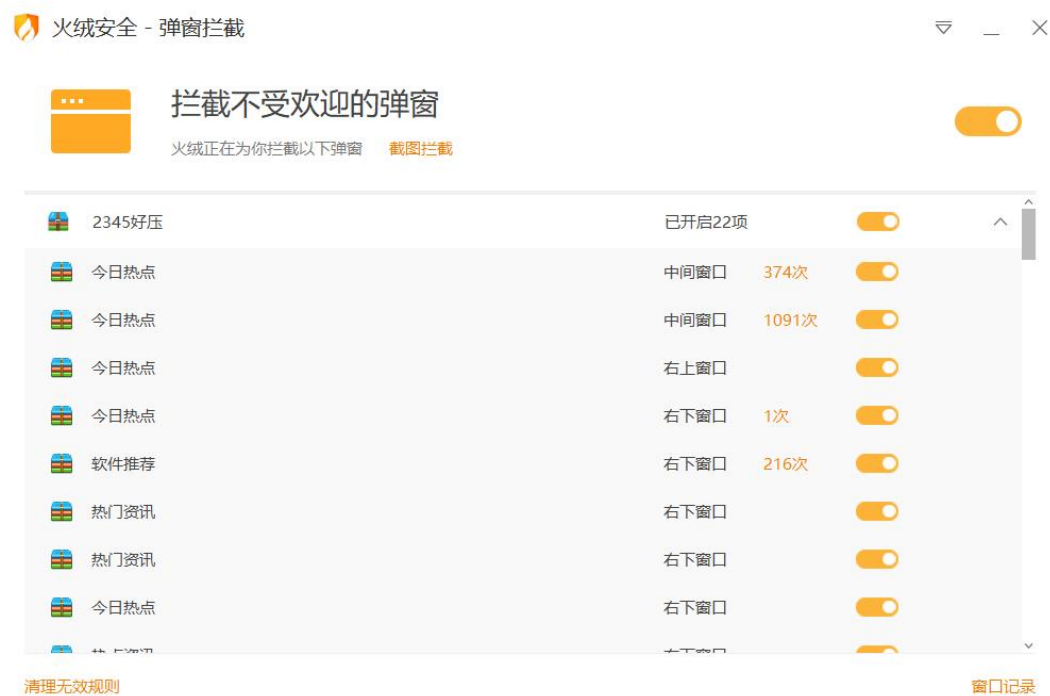 火绒安全 - 弹窗拦截
拦截不受欢迎的弹窗
火绒正在为你拦截以下弹窗 截图拦截
2345好压 已开启22项
今日热点 中间窗口 374次
今日热点 中间窗口 1091次
今日热点 右上窗口
今日热点 右下窗口 1次
软件推荐 右下窗口 216次
热门资讯 右下窗口
热门资讯 右下窗口
今日热点 右下窗口
清理无效规则 窗口记录